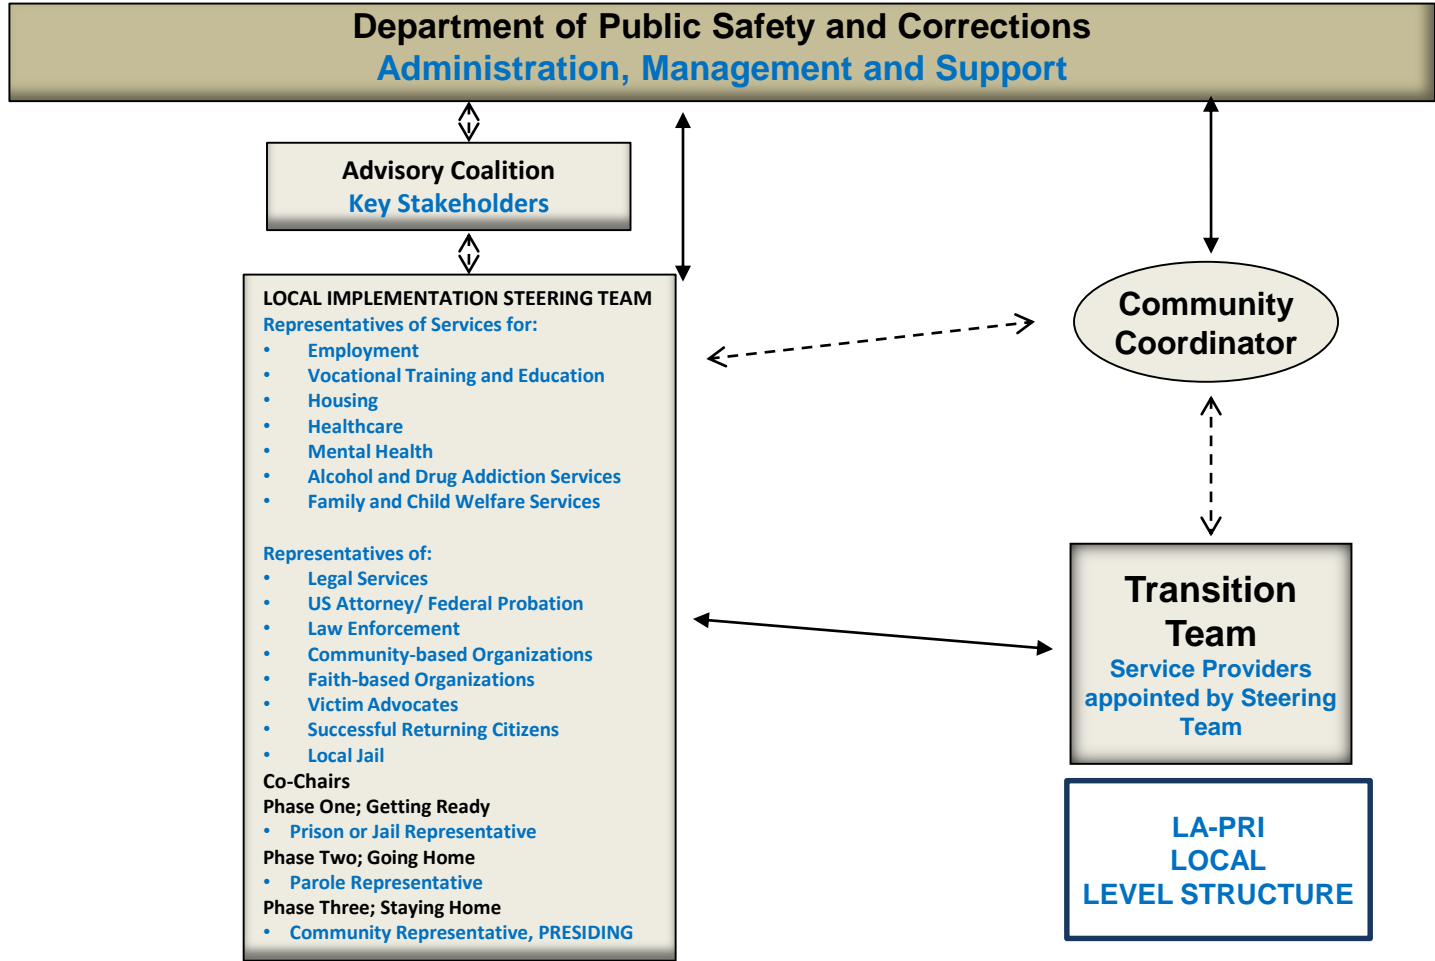 Department of Public Safety and Corrections
Administration, Management and Support
Advisory Coalition
Key Stakeholders
LOCAL IMPLEMENTATION STEERING TEAM
Representatives of Services for:
• Employment
• Vocational Training and Education
• Housing
• Healthcare
• Mental Health
• Alcohol and Drug Addiction Services
• Family and Child Welfare Services
Representatives of:
• Legal Services
• US Attorney/ Federal Probation
• Law Enforcement
• Community-based Organizations
• Faith-based Organizations
• Victim Advocates
• Successful Returning Citizens
• Local Jail
Co-Chairs
Phase One; Getting Ready
• Prison or Jail Representative
Phase Two; Going Home
• Parole Representative
Phase Three; Staying Home
• Community Representative, PRESIDING
Community
Coordinator
Transition
Team
Service Providers
appointed by Steering
Team
LA-PRI
LOCAL
LEVEL STRUCTURE